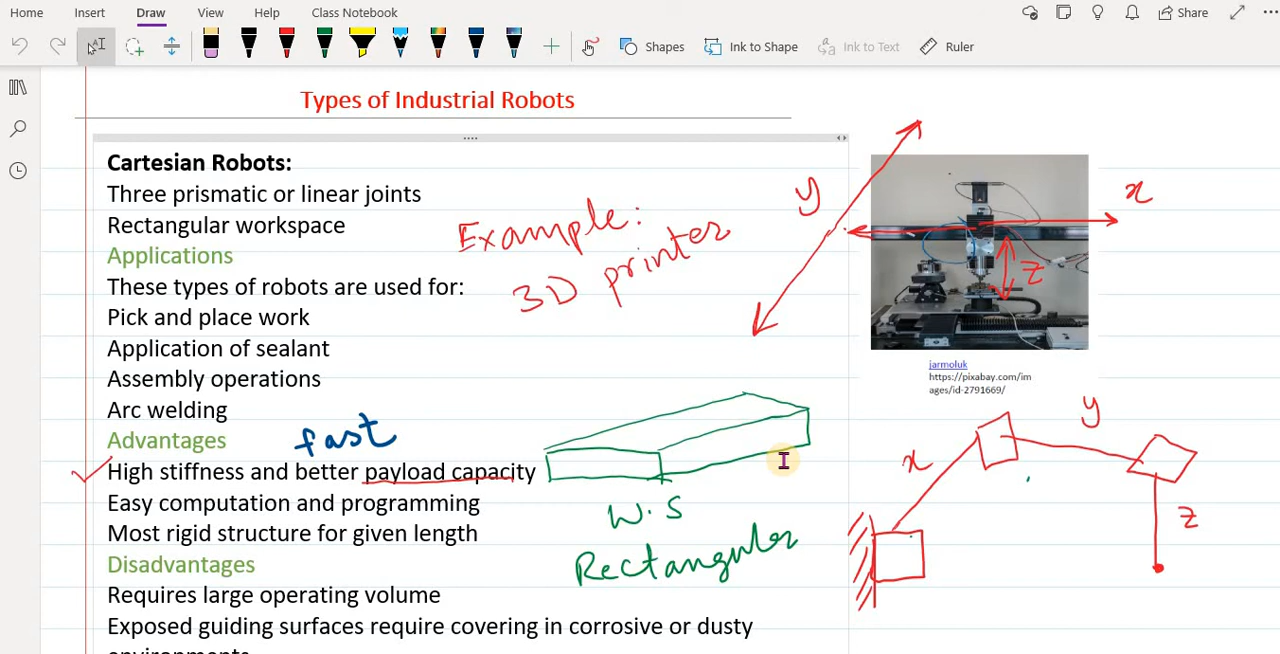 Home Insert Draw View Help Class Notebook Share
Shapes Ink to Shape Ink to Text Ruler
Types of Industrial Robots
Cartesian Robots:
Three prismatic or linear joints
Rectangular workspace
Applications
These types of robots are used for:
Pick and place work
Application of sealant
Assembly operations
Arc welding
Advantages
fast
High stiffness and better payload capacity
Easy computation and programming
Most rigid structure for given length
Disadvantages
Requires large operating volume
Exposed guiding surfaces require covering in corrosive or dusty
environments
Example:
3D printer
W.S
Rectangular
y
x
z
jarmoluk
https://pixabay.com/im
ages/id-2791669/
x
y
z